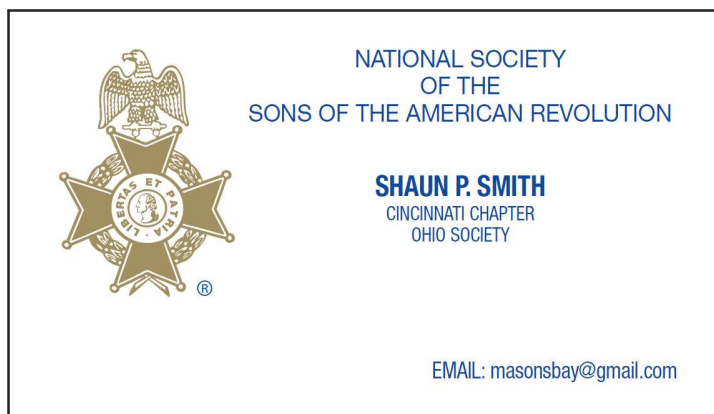 NATIONAL SOCIETY
OF THE
SONS OF THE AMERICAN REVOLUTION
LIBERTAS ET PATRIA
®
SHAUN P. SMITH
CINCINNATI CHAPTER
OHIO SOCIETY
EMAIL: masonsbay@gmail.com